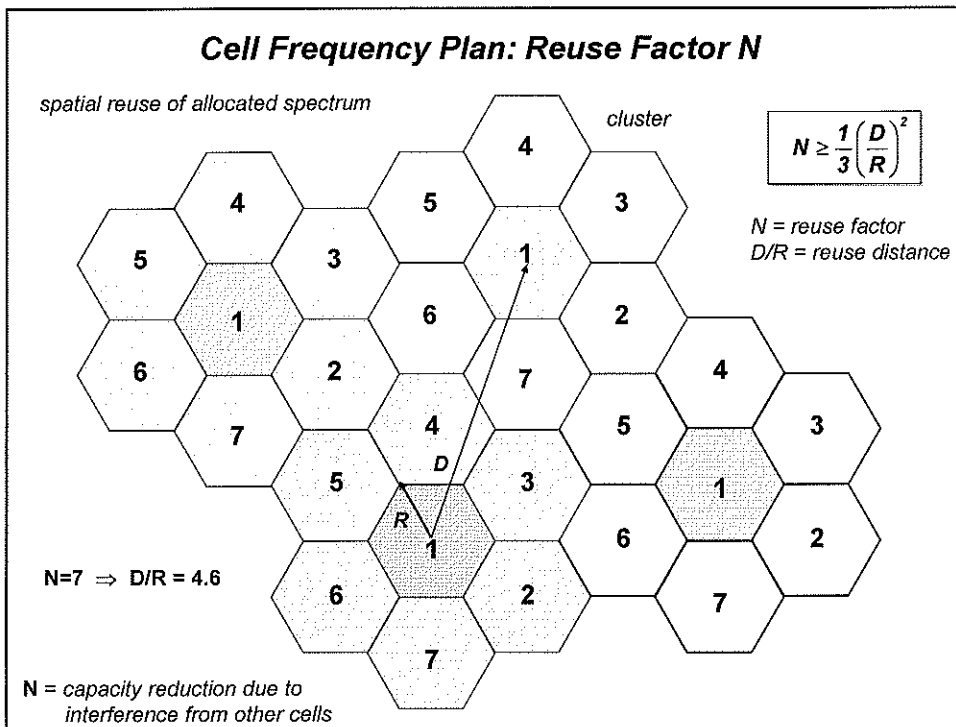 Cell Frequency Plan: Reuse Factor N
spatial reuse of allocated spectrum
cluster
N ≥ 1/3 (D/R)^2
N = reuse factor
D/R = reuse distance
4
4
5
3
5
3
1
1
6
2
6
2
4
7
4
7
5
3
5
3
D
1
R
1
6
2
N=7 ⇒ D/R = 4.6
6
2
7
7
N = capacity reduction due to
interference from other cells